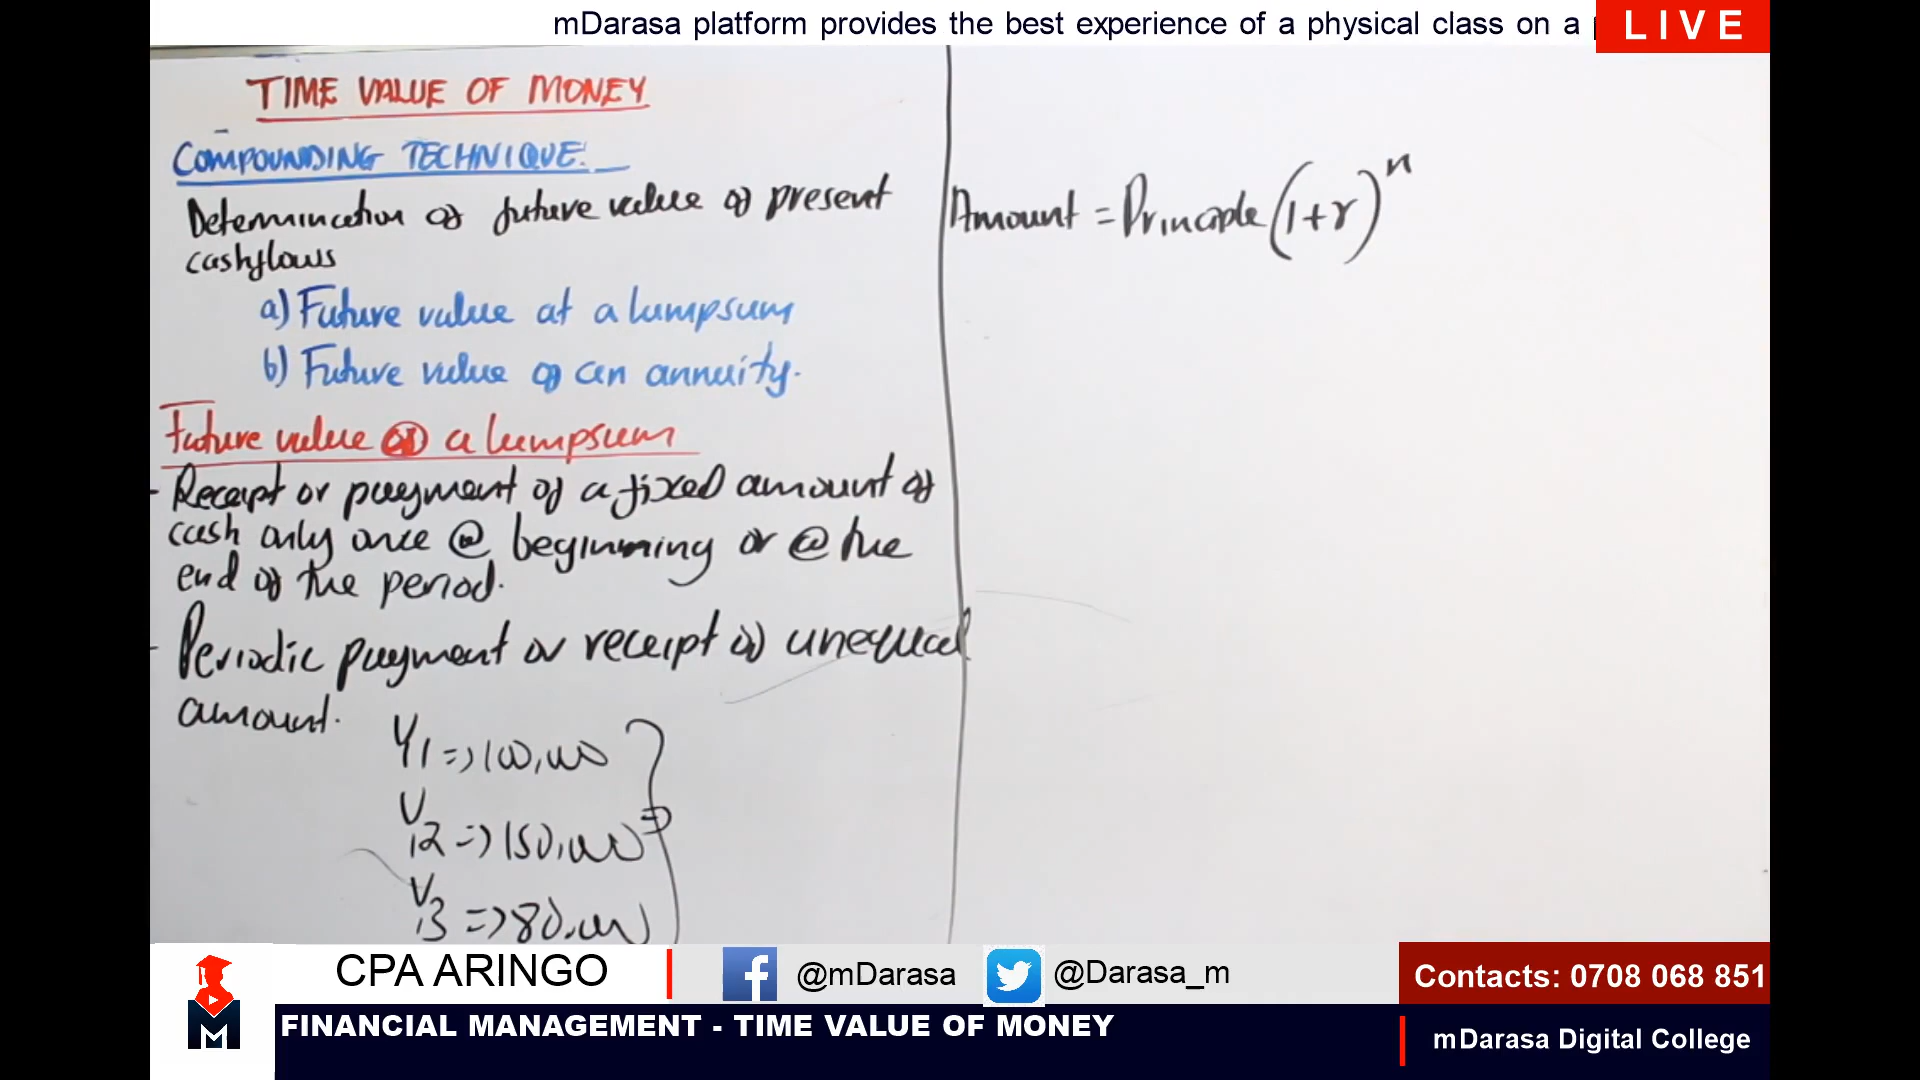 mDarasa platform provides the best experience of a physical class on a
LIVE
TIME VALUE OF MONEY
COMPOUNDING TECHNIQUE:
Determination of future value of present
cashflows
a) Future value at a lumpsum
b) Future value of an annuity.
Future value of a lumpsum
- Receipt or payment of a fixed amount of
cash only once @ beginning or @ the
end of the period.
- Periodic payment or receipt of unequal
amount.
Y1 => 100,000
Y2 => 150,000
Y3 => 80,000
Amount = Principle (1+r)^n
CPA ARINGO
@mDarasa
@Darasa_m
Contacts: 0708 068 851
M
FINANCIAL MANAGEMENT - TIME VALUE OF MONEY
mDarasa Digital College